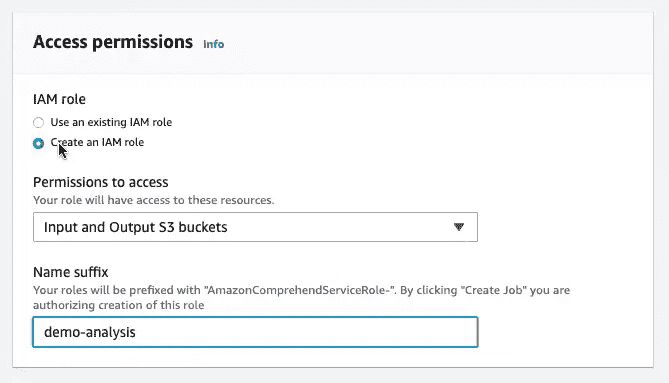 Access permissions Info
IAM role
Use an existing IAM role
Create an IAM role
Permissions to access
Your role will have access to these resources.
Input and Output S3 buckets
Name suffix
Your roles will be prefixed with "AmazonComprehendServiceRole-". By clicking "Create Job" you are
authorizing creation of this role
demo-analysis